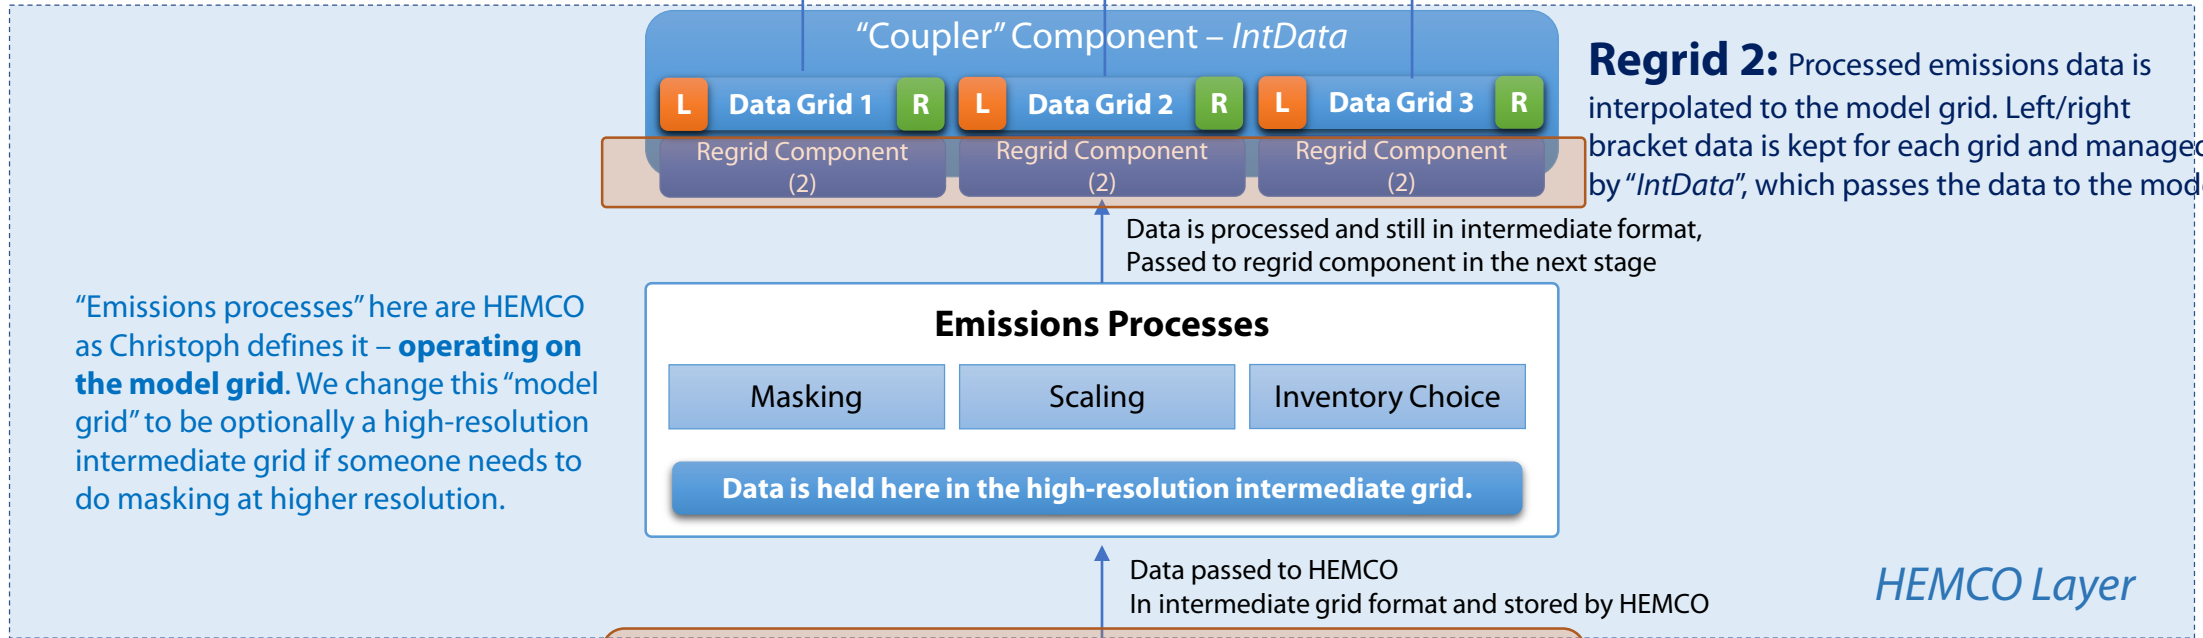 “Coupler” Component – IntData
L Data Grid 1 R L Data Grid 2 R L Data Grid 3 R
Regrid Component
(2)
Regrid Component
(2)
Regrid Component
(2)
Regrid 2: Processed emissions data is
interpolated to the model grid. Left/right
bracket data is kept for each grid and managed
by “IntData”, which passes the data to the
Data is processed and still in intermediate format,
Passed to regrid component in the next stage
“Emissions processes” here are HEMCO
as Christoph defines it – operating on
the model grid. We change this “model
grid” to be optionally a high-resolution
intermediate grid if someone needs to
do masking at higher resolution.
Emissions Processes
Masking
Scaling
Inventory Choice
Data is held here in the high-resolution intermediate grid.
Data passed to HEMCO
In intermediate grid format and stored by HEMCO
HEMCO Layer